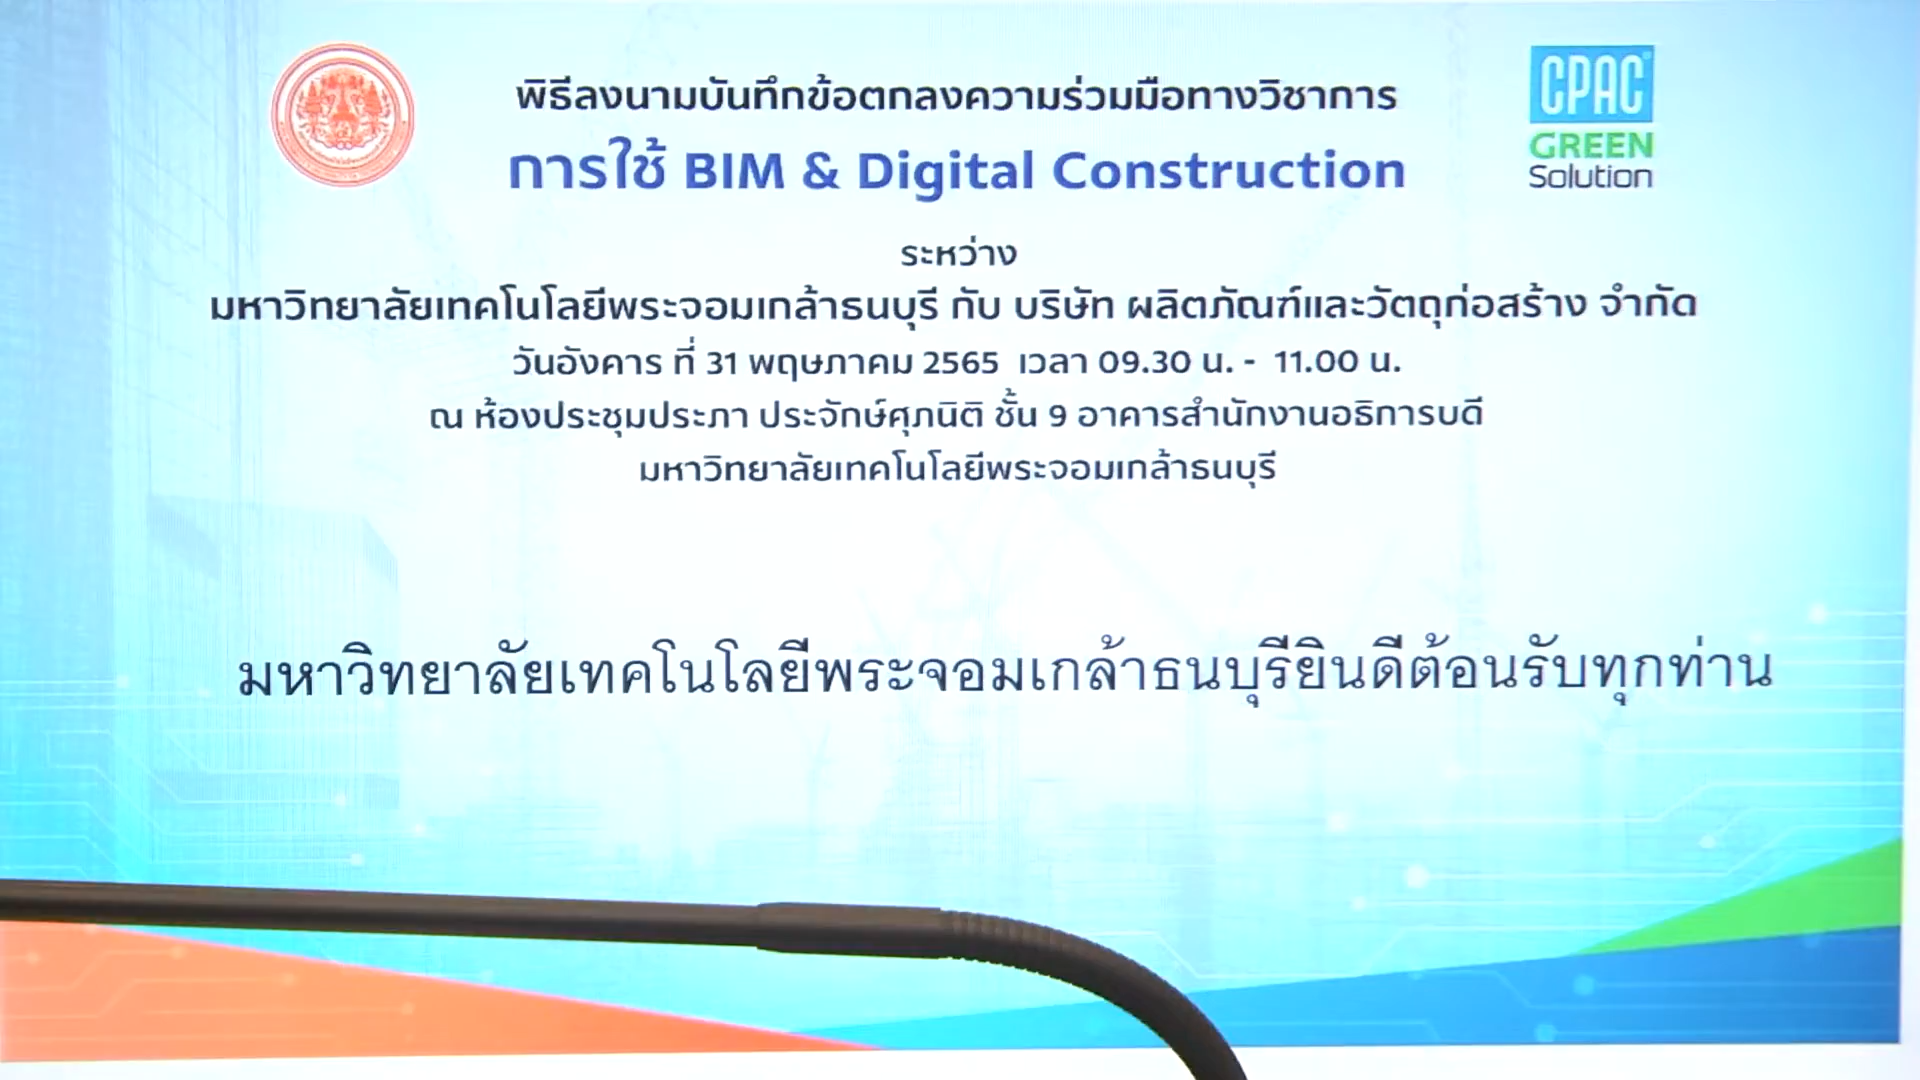 พิธีลงนามบันทึกข้อตกลงความร่วมมือทางวิชาการ
การใช้ BIM & Digital Construction
CPAC
GREEN
Solution
ระหว่าง
มหาวิทยาลัยเทคโนโลยีพระจอมเกล้าธนบุรี กับ บริษัท ผลิตภัณฑ์และวัตถุก่อสร้าง จำกัด
วันอังคาร ที่ 31 พฤษภาคม 2565 เวลา 09.30 น. - 11.00 น.
ณ ห้องประชุมประภา ประจักษ์ศุภนิติ ชั้น 9 อาคารสำนักงานอธิการบดี
มหาวิทยาลัยเทคโนโลยีพระจอมเกล้าธนบุรี
มหาวิทยาลัยเทคโนโลยีพระจอมเกล้าธนบุรียินดีต้อนรับทุกท่าน